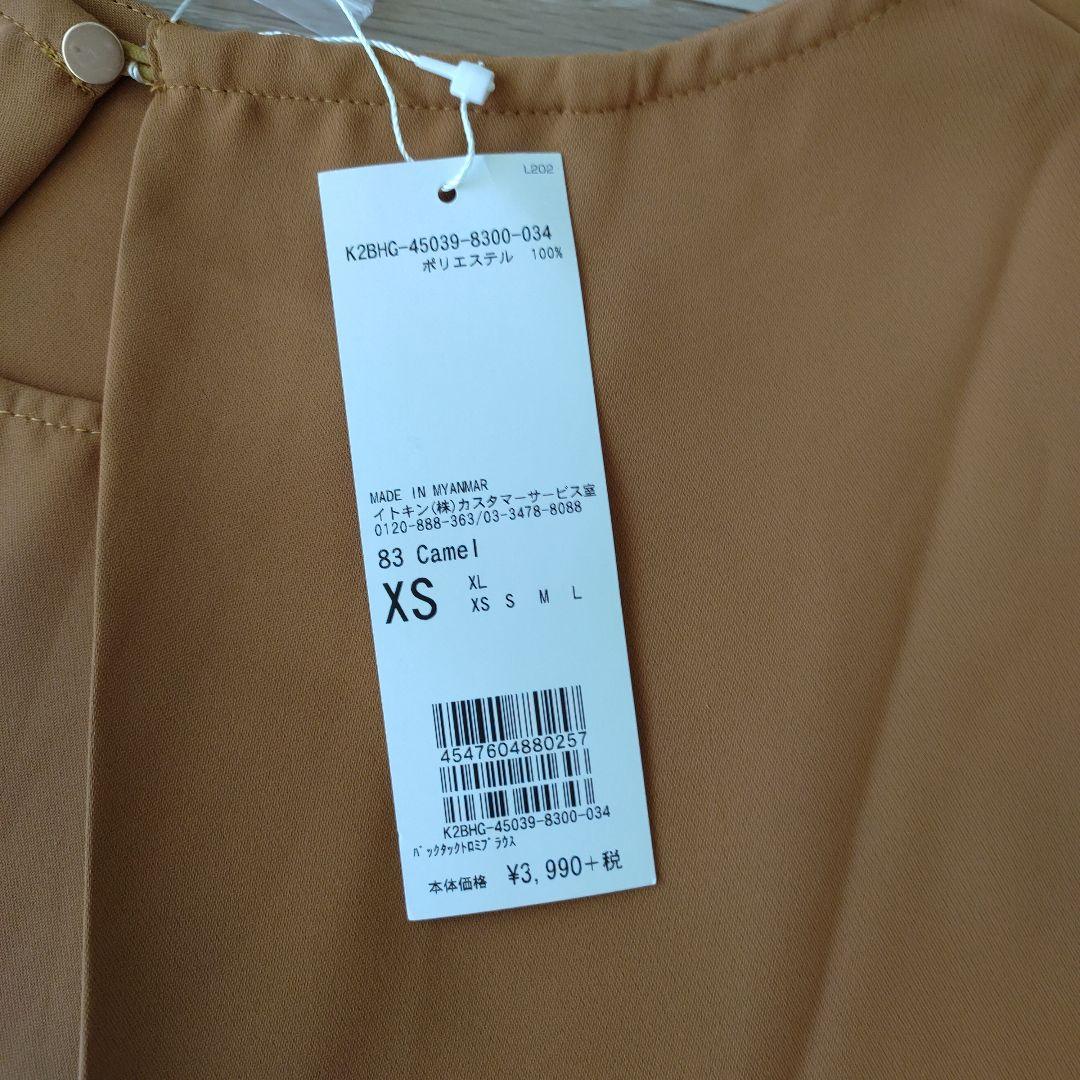 L202
K2BHG-45039-8300-034
ポリエステル 100%
MADE IN MYANMAR
イトキン(株)カスタマーサービス室
0120-888-363/03-3478-8088
83 Camel
XS
XL
XS S M L
4547604880257
K2BHG-45039-8300-034
ﾊﾞｯｸﾀｯｸﾄﾛﾐﾌﾞﾗｳｽ
本体価格 ¥3,990+税